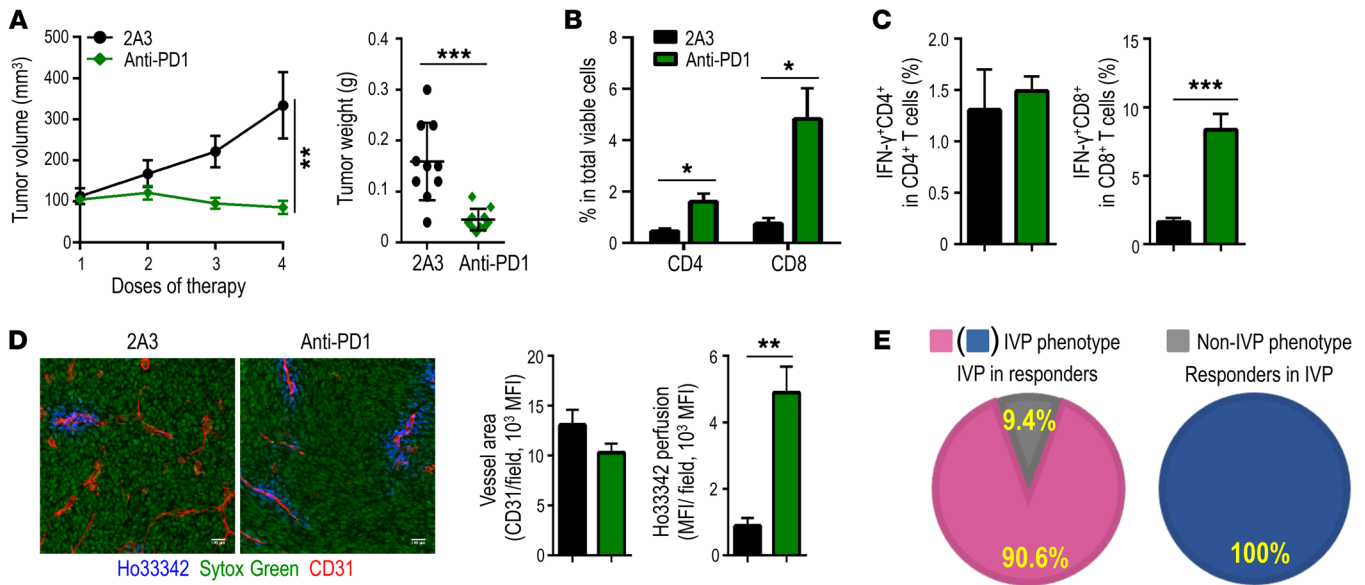 A
2A3
Anti-PD1
Tumor volume (mm³)
500
400
300
200
100
0
**
1
2
3
4
Doses of therapy
Tumor weight (g)
0.4
0.3
0.2
0.1
0
***
2A3
Anti-PD1
B
2A3
Anti-PD1
% in total viable cells
8
6
4
2
0
*
*
CD4
CD8
C
IFN-γ⁺CD4⁺
in CD4⁺ T cells (%)
2.0
1.5
1.0
0.5
0
IFN-γ⁺CD8⁺
in CD8⁺ T cells (%)
15
10
5
0
***
D
2A3
Anti-PD1
Ho33342 Sytox Green CD31
Vessel area
(CD31/field, 10³ MFI)
20
15
10
5
0
Ho33342 perfusion
(MFI/ field, 10³ MFI)
6
4
2
0
**
E
( ) IVP phenotype
Non-IVP phenotype
IVP in responders
Responders in IVP
9.4%
90.6%
100%